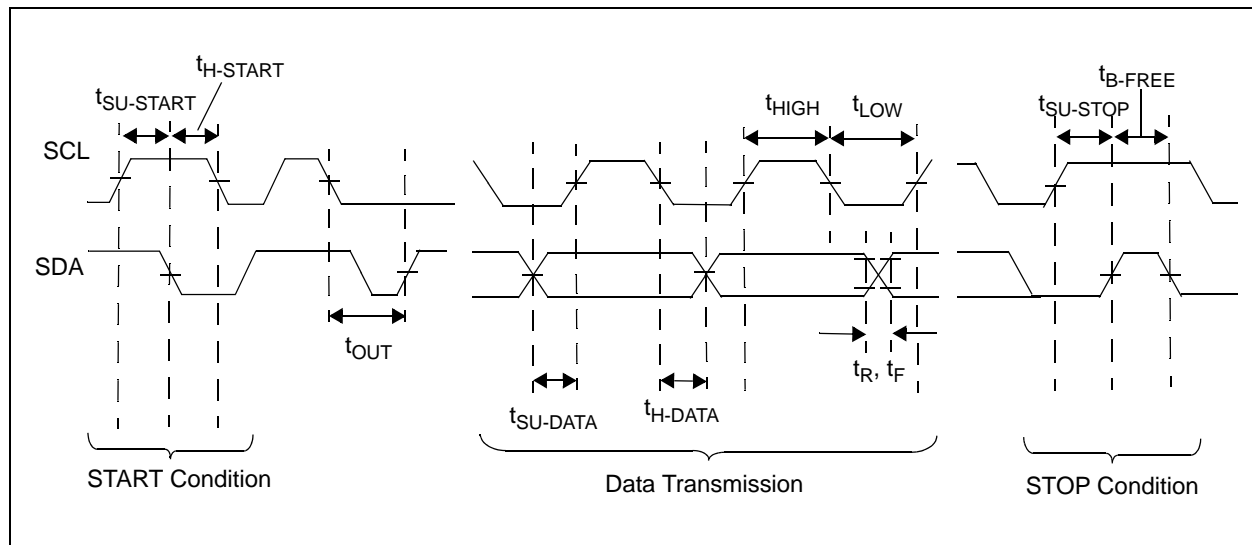 tH-START
tSU-START
SCL
SDA
tOUT
START Condition
tHIGH
tLOW
tR, tF
tSU-DATA
tH-DATA
Data Transmission
tB-FREE
tSU-STOP
STOP Condition